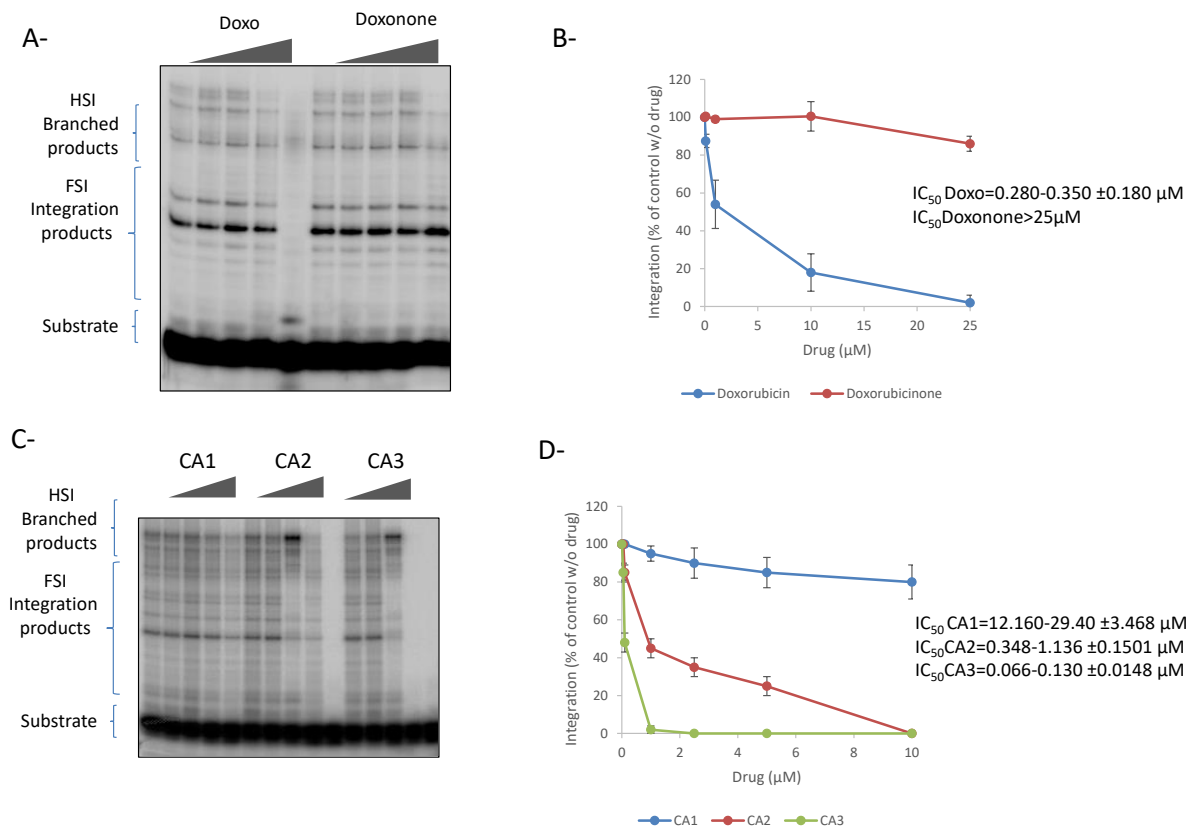 A-
Doxo
Doxonone
HSI
Branched
products
FSI
Integration
products
Substrate
B-
Integration (% of control w/o drug)
120
100
80
60
40
20
0
0
5
10
15
20
25
Drug (µM)
IC50 Doxo=0.280-0.350 ±0.180 µM
IC50Doxonone>25µM
Doxorubicin
Doxorubicinone
C-
CA1
CA2
CA3
HSI
Branched
products
FSI
Integration
products
Substrate
D-
Integration (% of control w/o drug)
120
100
80
60
40
20
0
0
2
4
6
8
10
Drug (µM)
IC50 CA1=12.160-29.40 ±3.468 µM
IC50CA2=0.348-1.136 ±0.1501 µM
IC50CA3=0.066-0.130 ±0.0148 µM
CA1
CA2
CA3